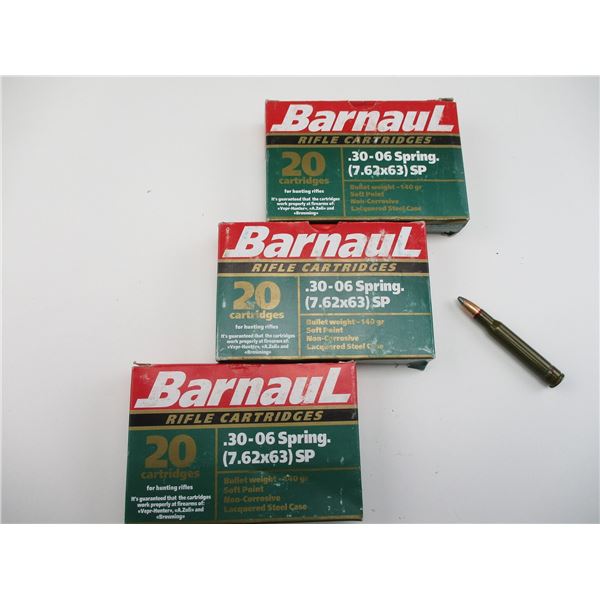 BarnauL
RIFLE CARTRIDGES
20
cartridges
for hunting rifles
It's guaranteed that the cartridges
work properly at firearms of:
«Vepr-Hunter», «A.Zoli» and
«Browning»
.30-06 Spring.
(7.62x63) SP
Bullet weight - 140 gr
Soft Point
Non-Corrosive
Lacquered Steel Case
BarnauL
RIFLE CARTRIDGES
20
cartridges
for hunting rifles
It's guaranteed that the cartridges
work properly at firearms of:
«Vepr-Hunter», «A.Zoli» and
«Browning»
.30-06 Spring.
(7.62x63) SP
Bullet weight - 140 gr
Soft Point
Non-Corrosive
Lacquered Steel Case
BarnauL
RIFLE CARTRIDGES
20
cartridges
for hunting rifles
It's guaranteed that the cartridges
work properly at firearms of:
«Vepr-Hunter», «A.Zoli» and
«Browning»
.30-06 Spring.
(7.62x63) SP
Bullet weight - 140 gr
Soft Point
Non-Corrosive
Lacquered Steel Case